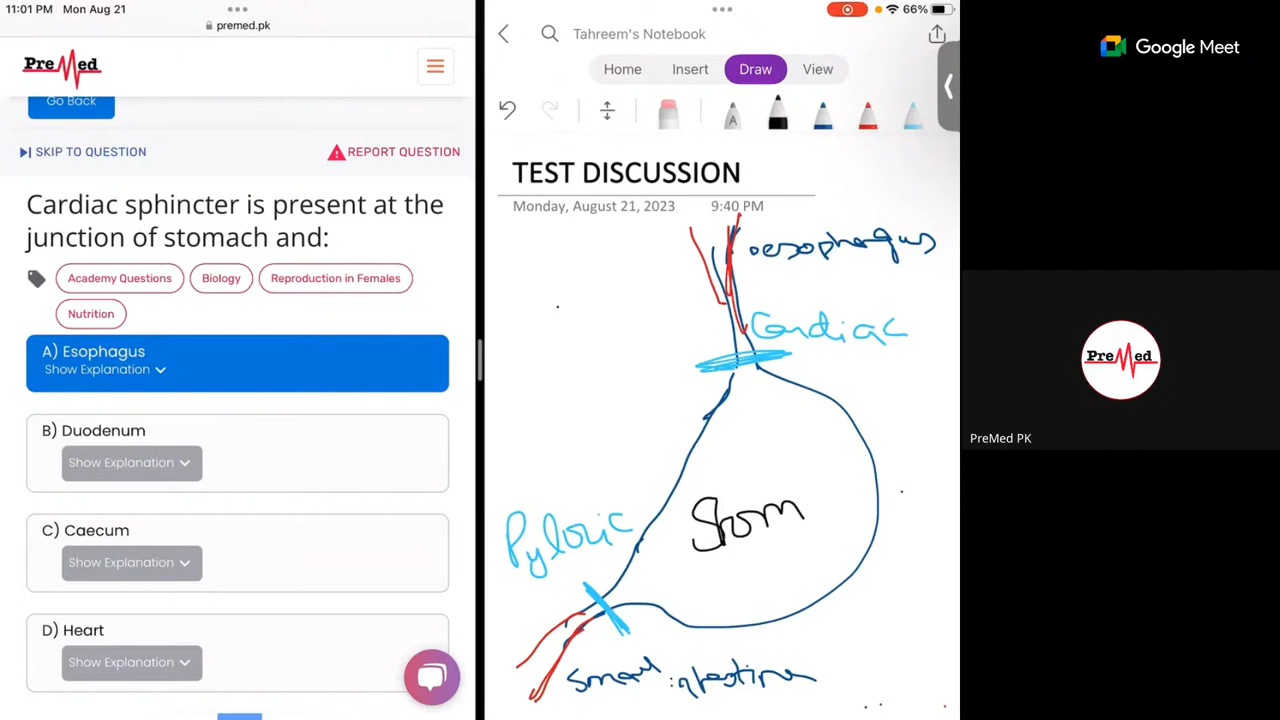 11:01 PM Mon Aug 21
premed.pk
PreMed
Go Back
SKIP TO QUESTION
REPORT QUESTION
Cardiac sphincter is present at the
junction of stomach and:
Academy Questions
Biology
Reproduction in Females
Nutrition
A) Esophagus
Show Explanation
B) Duodenum
Show Explanation
C) Caecum
Show Explanation
D) Heart
Show Explanation
66%
Tahreem's Notebook
Home
Insert
Draw
View
A
TEST DISCUSSION
Monday, August 21, 2023
9:40 PM
oesophagus
Cardiac
Pyloric
Stom
Small intestine
Google Meet
PreMed
PreMed PK